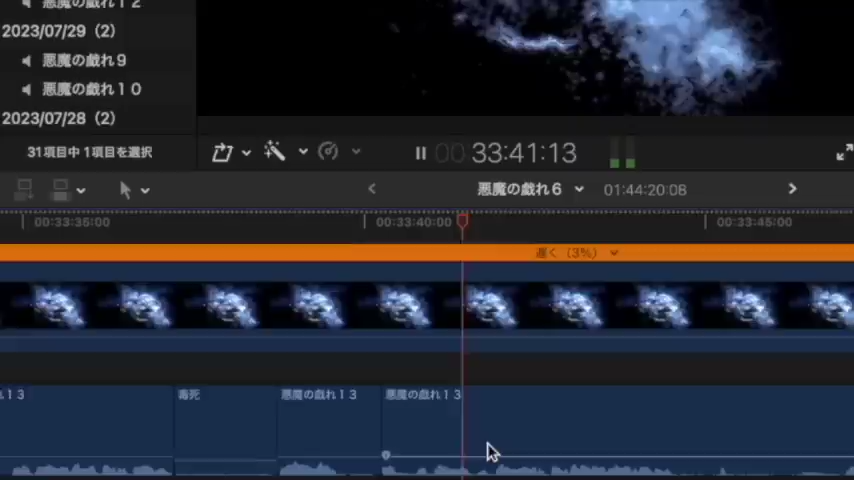 悪魔の戯れ１２
2023/07/29（2）
悪魔の戯れ９
悪魔の戯れ１０
2023/07/28（2）
31項目中 1項目を選択
00 33:41:13
悪魔の戯れ６ 01:44:20:08
00:33:35:00 00:33:40:00 00:33:45:00
遅く（3%）
れ１３ 毒死 悪魔の戯れ１３ 悪魔の戯れ１３